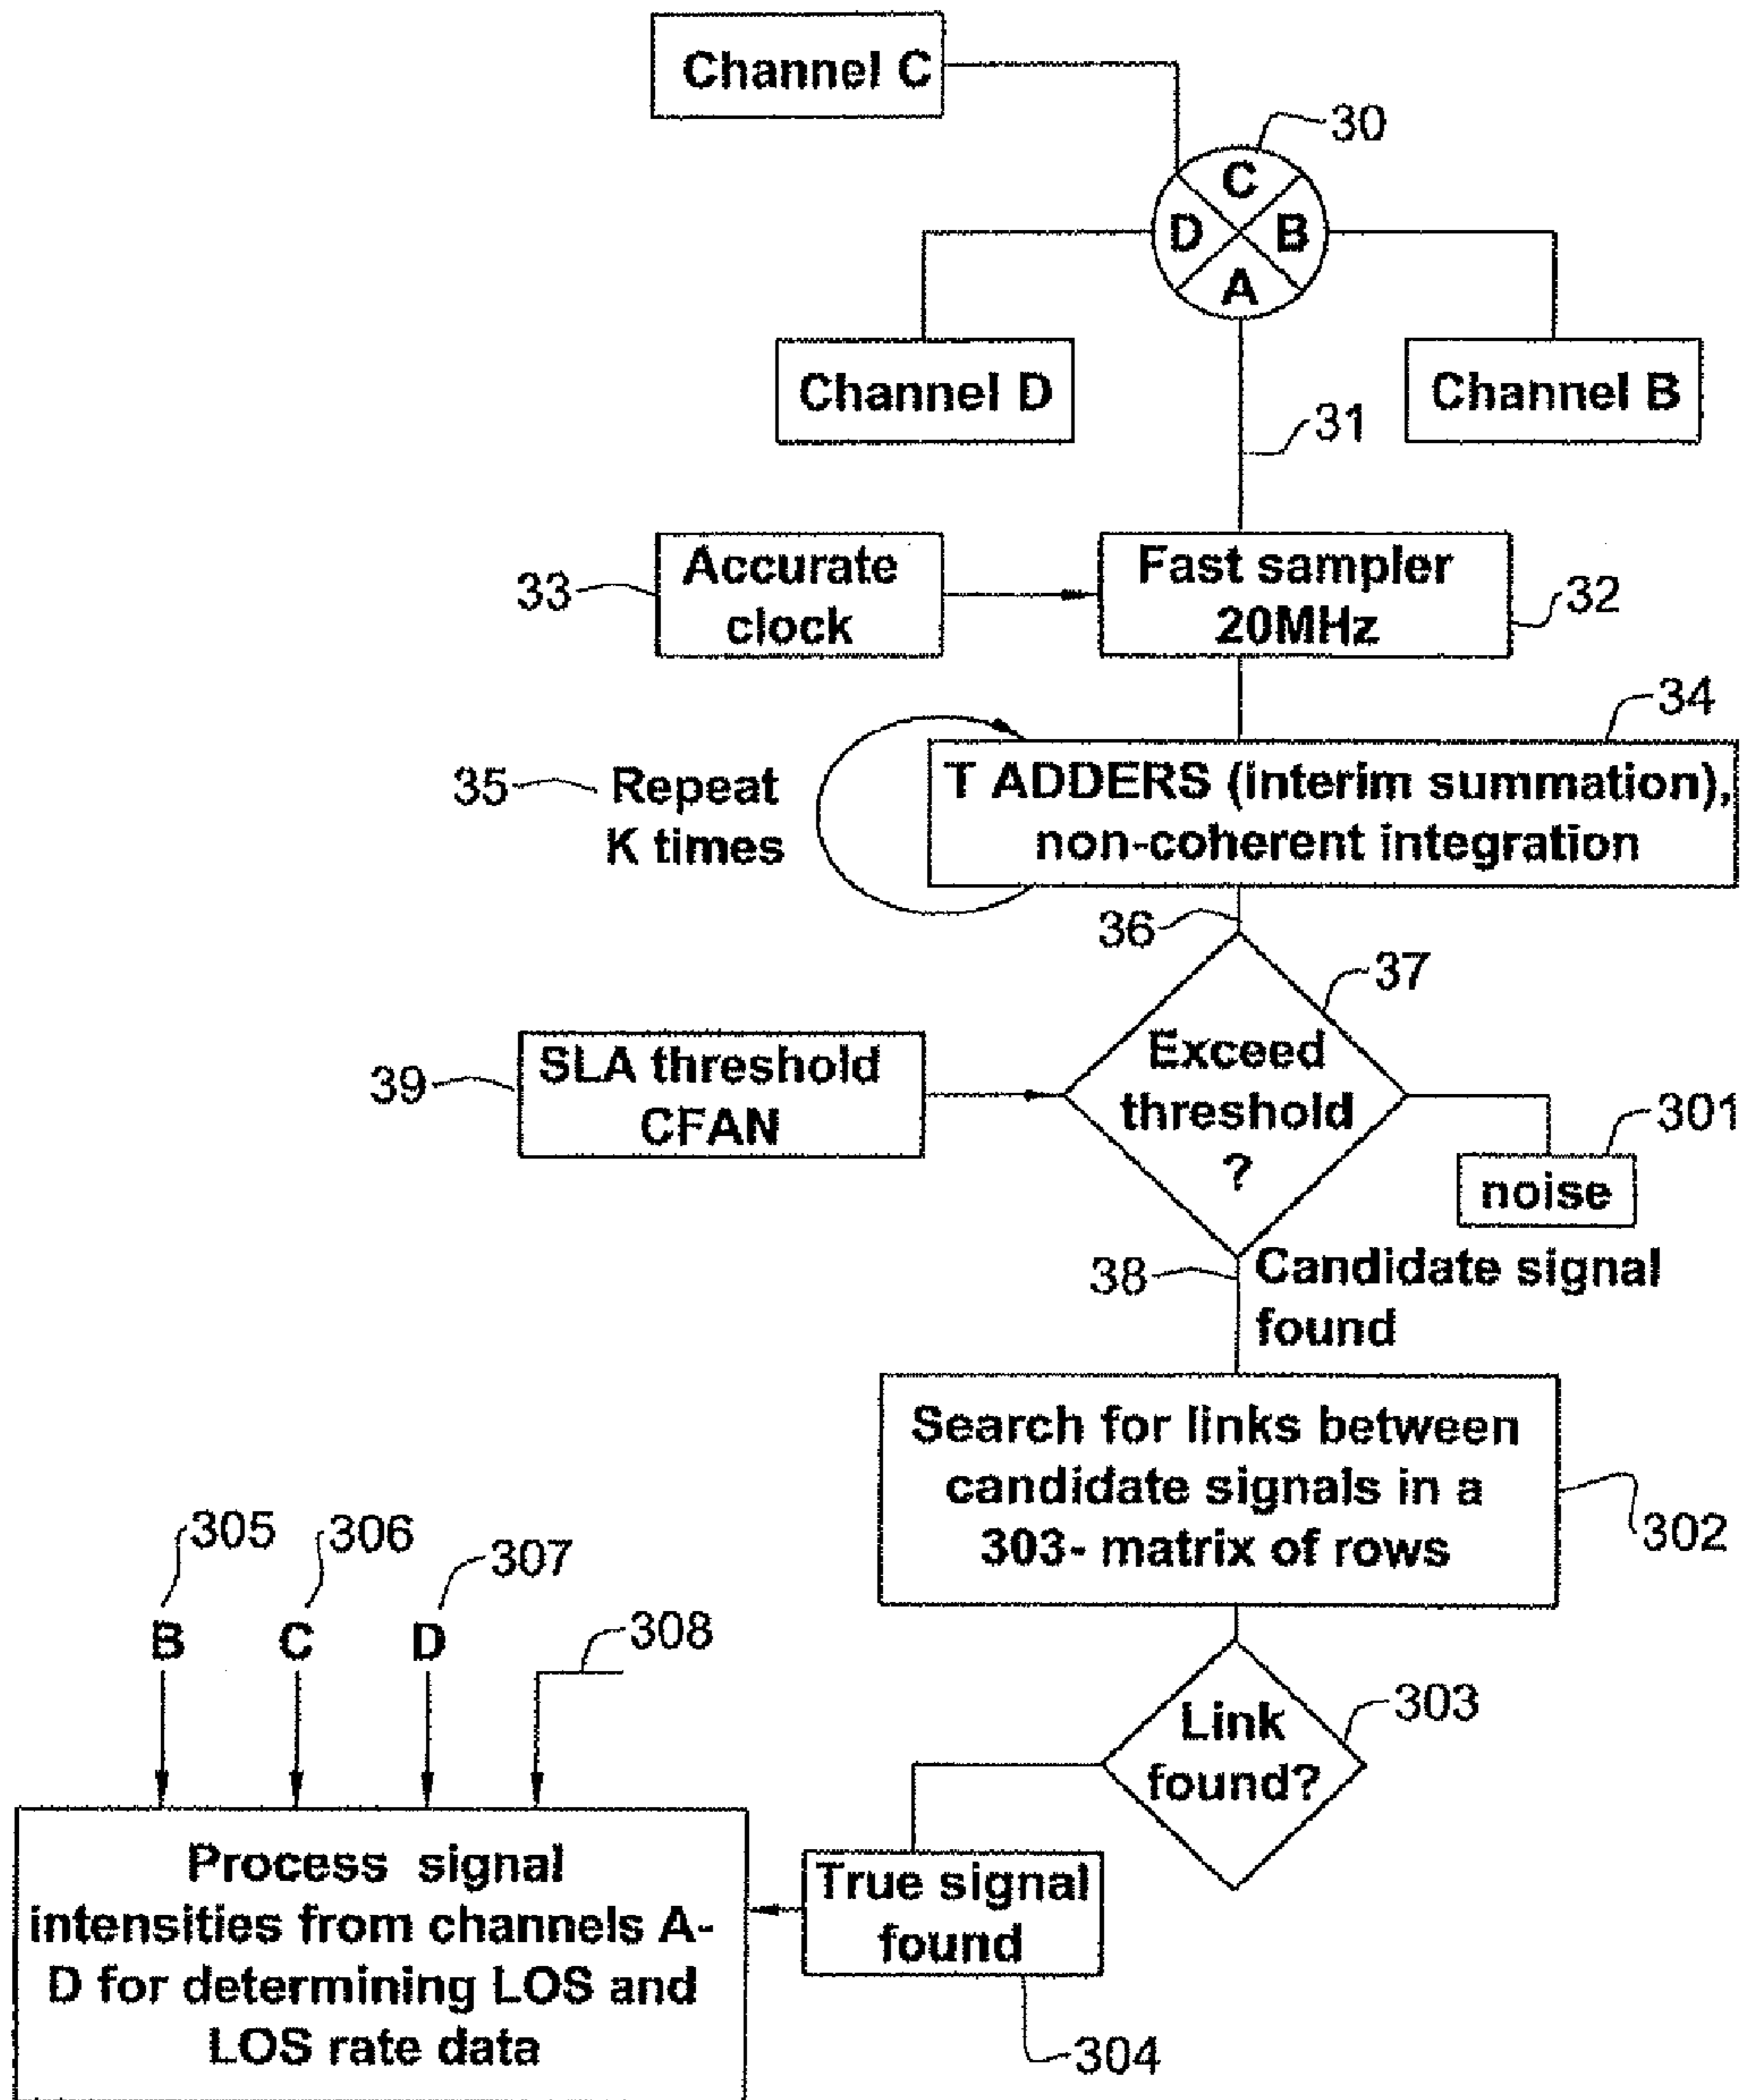 Channel C
30
C
D
B
A
Channel D
Channel B
31
33
Accurate
clock
Fast sampler
20MHz
32
34
35
Repeat
K times
T ADDERS (interim summation),
non-coherent integration
36
37
39
SLA threshold
CFAN
Exceed
threshold
?
301
noise
38
Candidate signal
found
Search for links between
candidate signals in a
303- matrix of rows
302
305
306
307
B
C
D
308
303
Link
found?
Process signal
intensities from channels A-
D for determining LOS and
LOS rate data
True signal
found
304